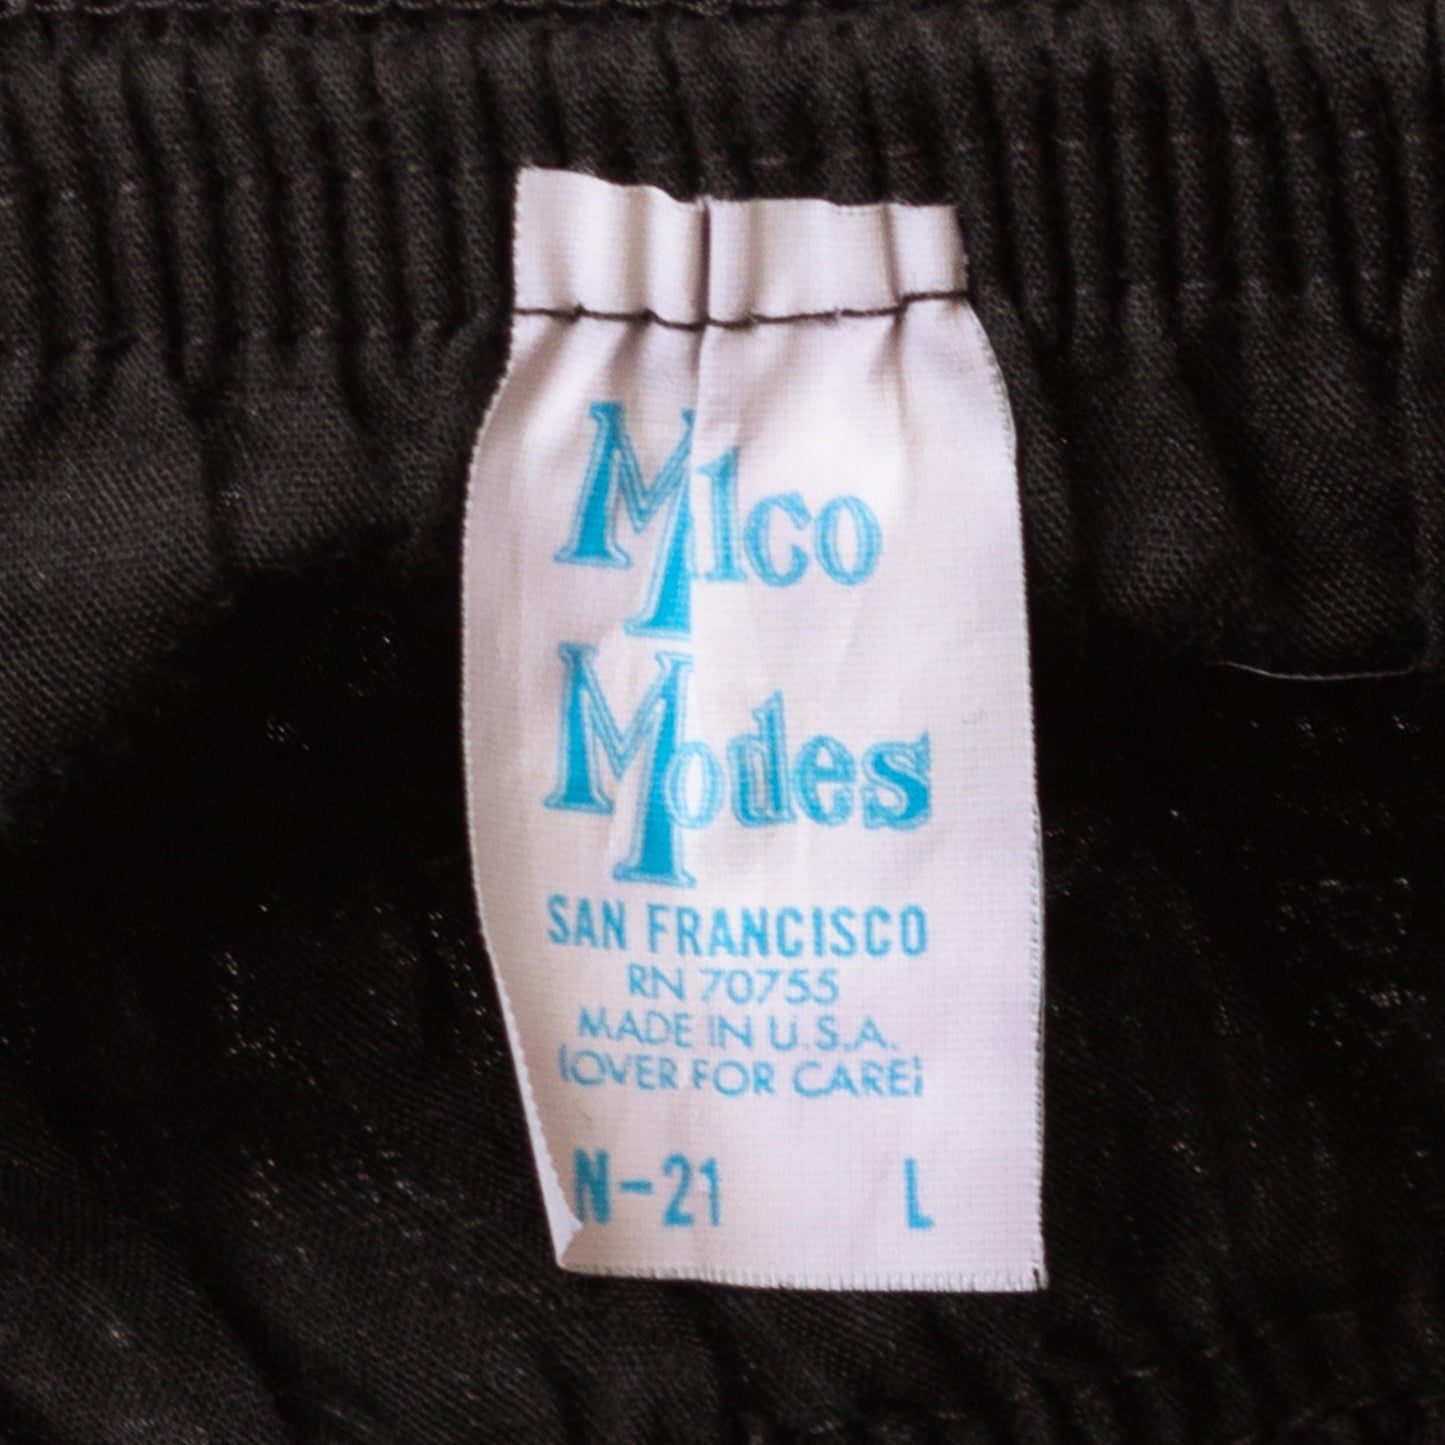 Milco
Modes
SAN FRANCISCO
RN 70755
MADE IN U.S.A.
(OVER FOR CARE)
N-21 L